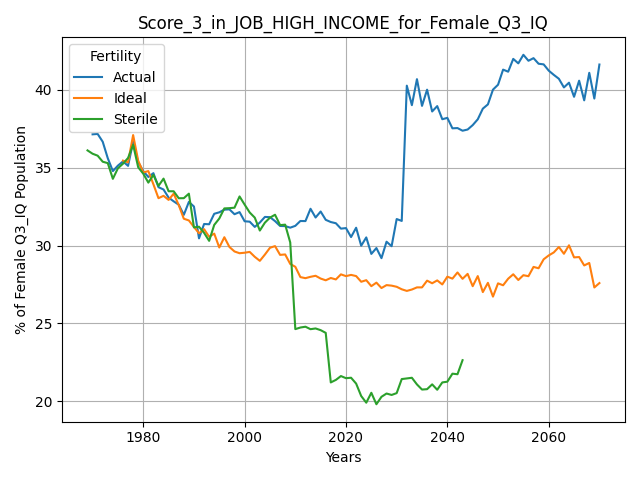 Score_3_in_JOB_HIGH_INCOME_for_Female_Q3_IQ
Fertility
Actual
Ideal
Sterile
% of Female Q3_IQ Population
40
35
30
25
20
1980
2000
2020
2040
2060
Years